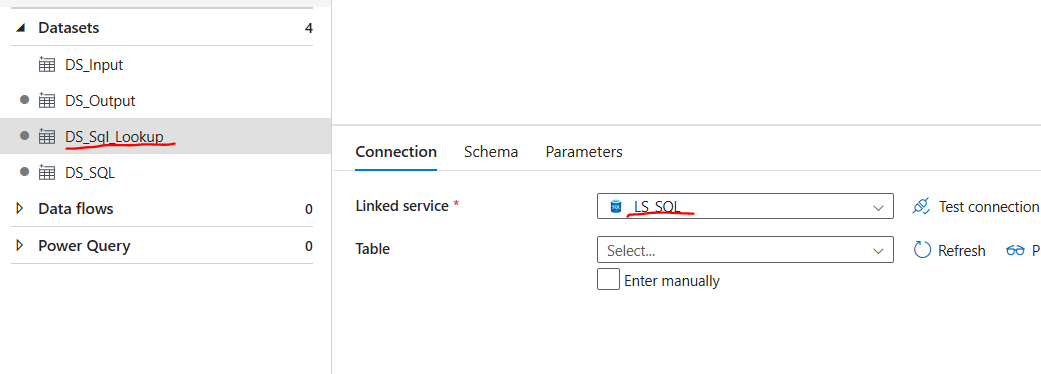 Datasets 4
DS_Input
DS_Output
DS_Sql_Lookup
DS_SQL
Data flows 0
Power Query 0
Connection Schema Parameters
Linked service * SQL LS_SQL Test connection
Table Select... Refresh P
Enter manually